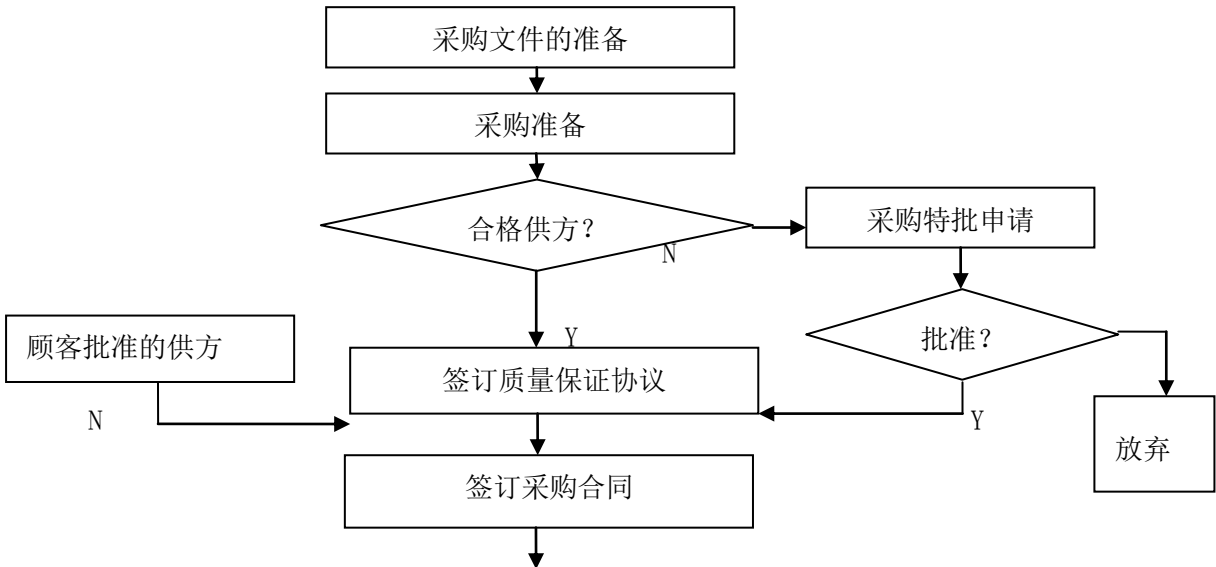 采购文件的准备
采购准备
合格供方？
N
采购特批申请
批准？
Y
顾客批准的供方
签订质量保证协议
N
Y
放弃
签订采购合同